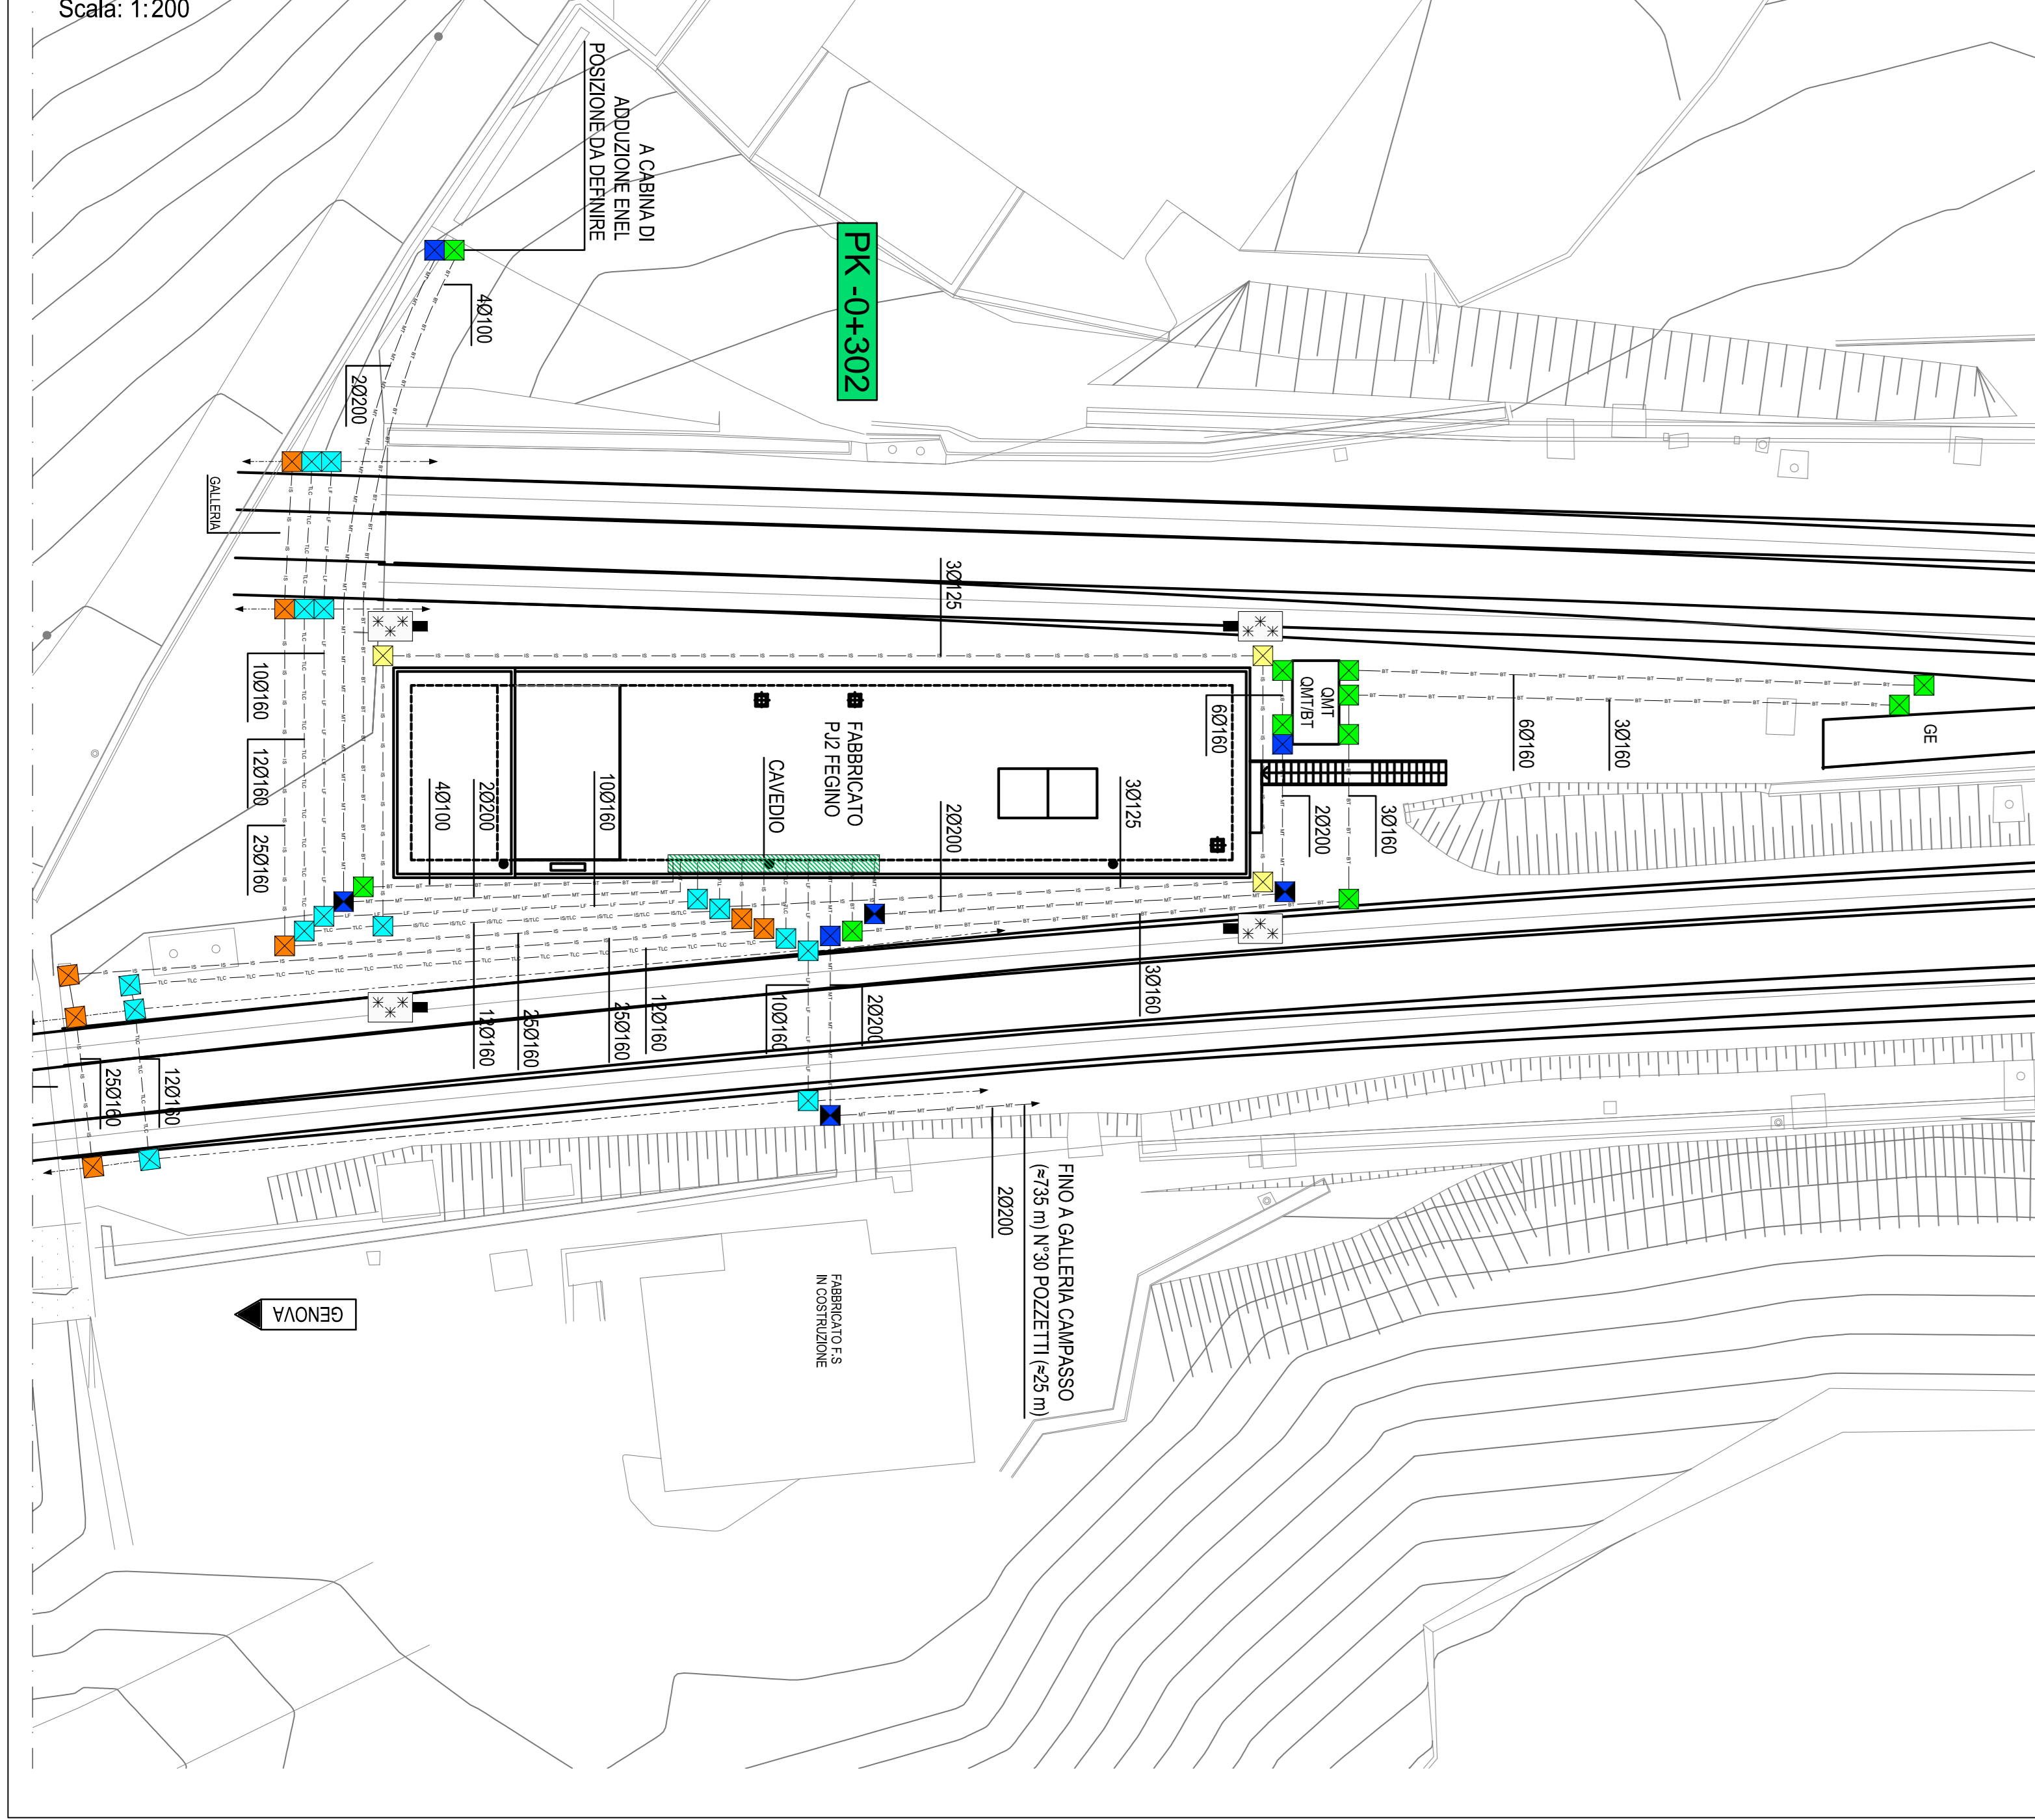 Scala: 1:200
A CABINA DI
ADDUZIONE ENEL
POSIZIONE DA DEFINIRE
4Ø100
2Ø200
PK -0+302
GALLERIA
3Ø125
10Ø160
12Ø160
25Ø160
4Ø100
2Ø200
10Ø160
FABBRICATO
PJ2 FEGINO
CAVEDIO
2Ø200
3Ø125
6Ø160
QMT
QMT/BT
2Ø200
3Ø160
6Ø160
3Ø160
GE
12Ø160
25Ø160
25Ø160
12Ø160
10Ø160
2Ø200
3Ø160
25Ø160
12Ø160
FINO A GALLERIA CAMPASSO
(≈735 m) N°30 POZZETTI (≈25 m)
2Ø200
FABBRICATO F.S
IN COSTRUZIONE
GENOVA